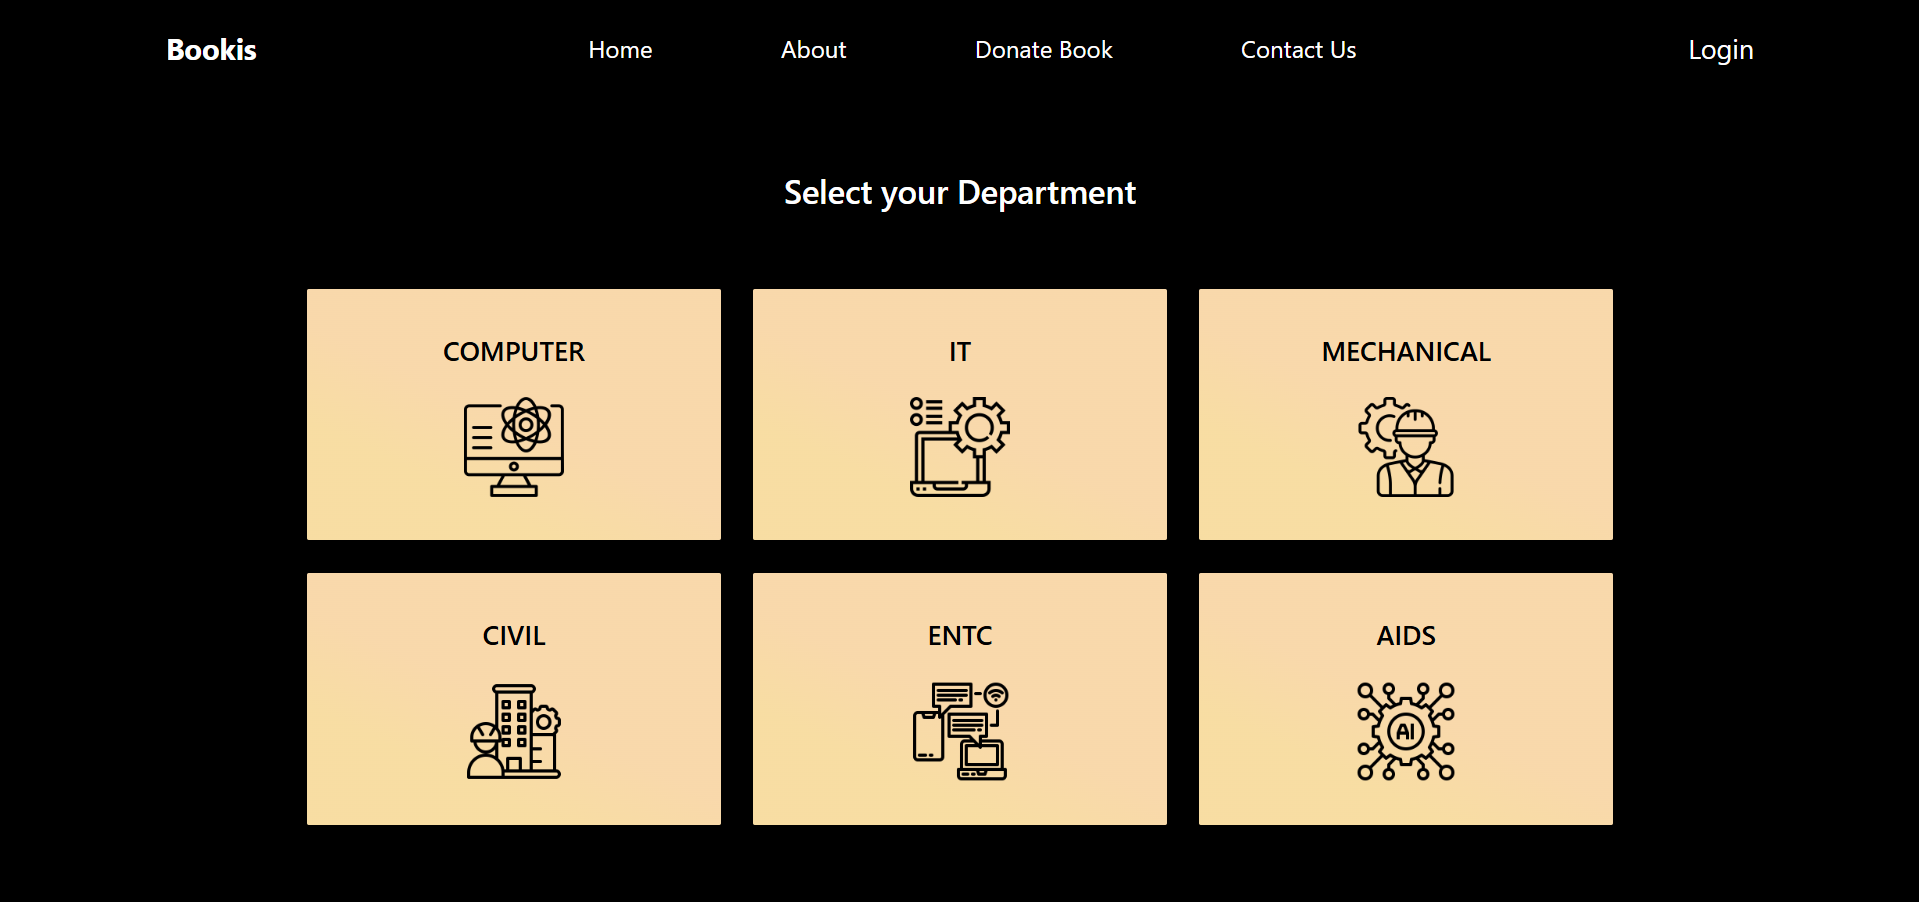 Bookis Home About Donate Book Contact Us Login
Select your Department
COMPUTER IT MECHANICAL
CIVIL ENTC AIDS
AI